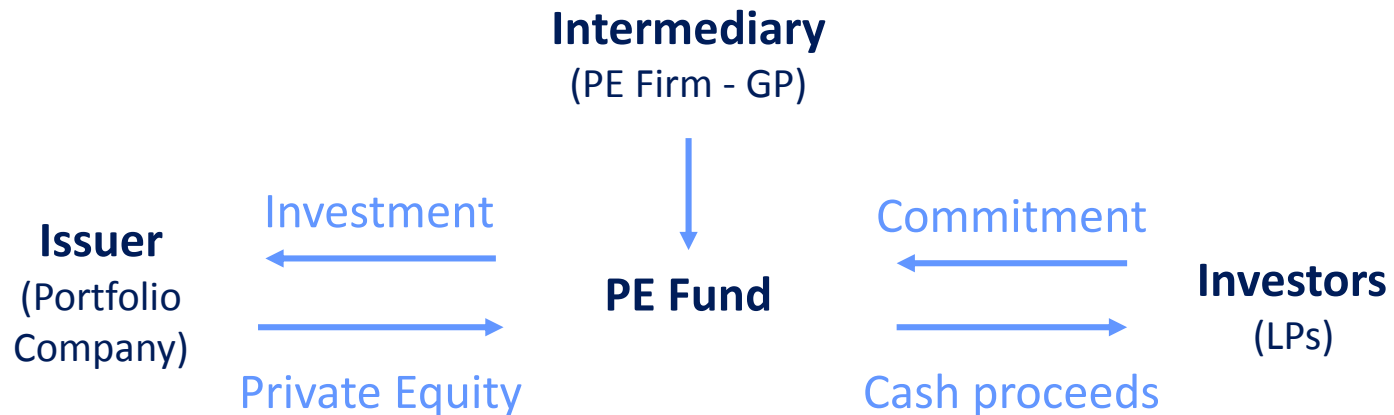 Intermediary
(PE Firm - GP)
Investment
Commitment
Issuer
(Portfolio
Company)
PE Fund
Investors
(LPs)
Private Equity
Cash proceeds